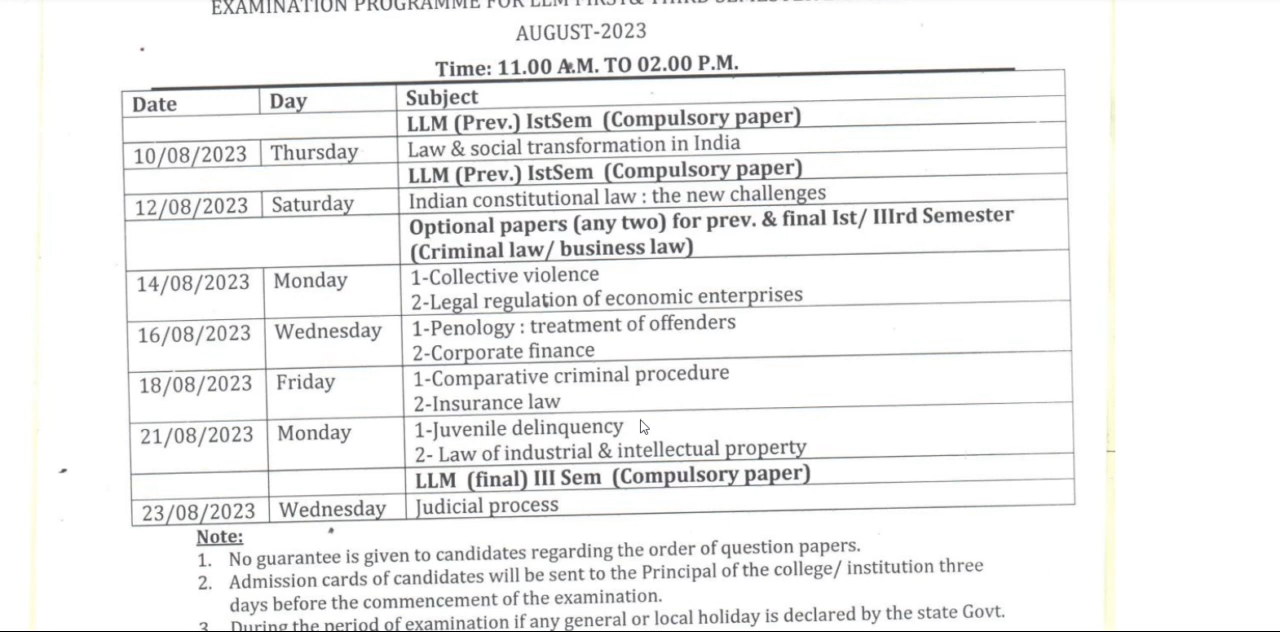 EXAMINATION PROGRAMME FOR LLM FIRST& THIRD
AUGUST-2023
Time: 11.00 A.M. TO 02.00 P.M.
Date Day Subject
LLM (Prev.) IstSem (Compulsory paper)
10/08/2023 Thursday Law & social transformation in India
LLM (Prev.) IstSem (Compulsory paper)
12/08/2023 Saturday Indian constitutional law : the new challenges
Optional papers (any two) for prev. & final Ist/ IIIrd Semester
(Criminal law/ business law)
14/08/2023 Monday 1-Collective violence
2-Legal regulation of economic enterprises
16/08/2023 Wednesday 1-Penology : treatment of offenders
2-Corporate finance
18/08/2023 Friday 1-Comparative criminal procedure
2-Insurance law
21/08/2023 Monday 1-Juvenile delinquency
2- Law of industrial & intellectual property
LLM (final) III Sem (Compulsory paper)
23/08/2023 Wednesday Judicial process
Note:
1. No guarantee is given to candidates regarding the order of question papers.
2. Admission cards of candidates will be sent to the Principal of the college/ institution three
days before the commencement of the examination.
3. During the period of examination if any general or local holiday is declared by the state Govt.